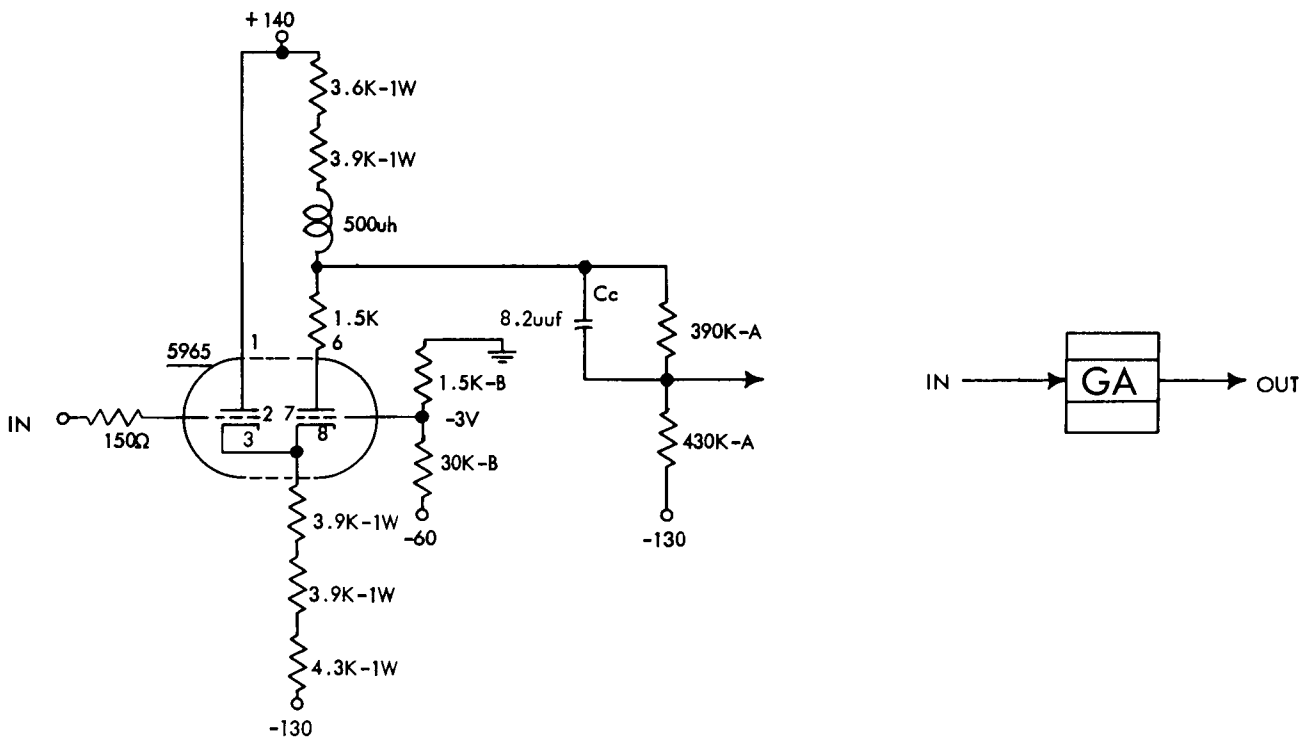 + 140
3.6K-1W
3.9K-1W
500uh
Cc
8.2uuf
390K-A
1.5K
1
6
5965
1.5K-B
-3V
IN
150Ω
2
7
3
8
30K-B
430K-A
3.9K-1W
-60
-130
3.9K-1W
4.3K-1W
-130
IN
GA
OUT